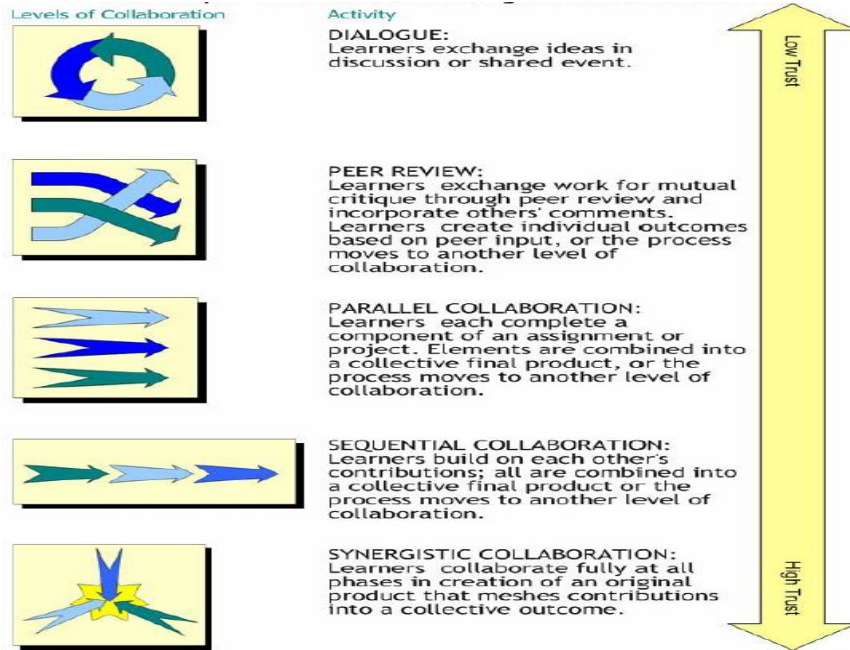 Levels of Collaboration
Activity
DIALOGUE:
Learners exchange ideas in
discussion or shared event.
PEER REVIEW:
Learners exchange work for mutual
critique through peer review and
incorporate others' comments.
Learners create individual outcomes
based on peer input, or the process
moves to another level of
collaboration.
PARALLEL COLLABORATION:
Learners each complete a
component of an assignment or
project. Elements are combined into
a collective final product, or the
process moves to another level of
collaboration.
SEQUENTIAL COLLABORATION:
Learners build on each other's
contributions; all are combined into
a collective final product or the
process moves to another level of
collaboration.
SYNERGISTIC COLLABORATION:
Learners collaborate fully at all
phases in creation of an original
product that meshes contributions
into a collective outcome.
Low Trust
High Trust